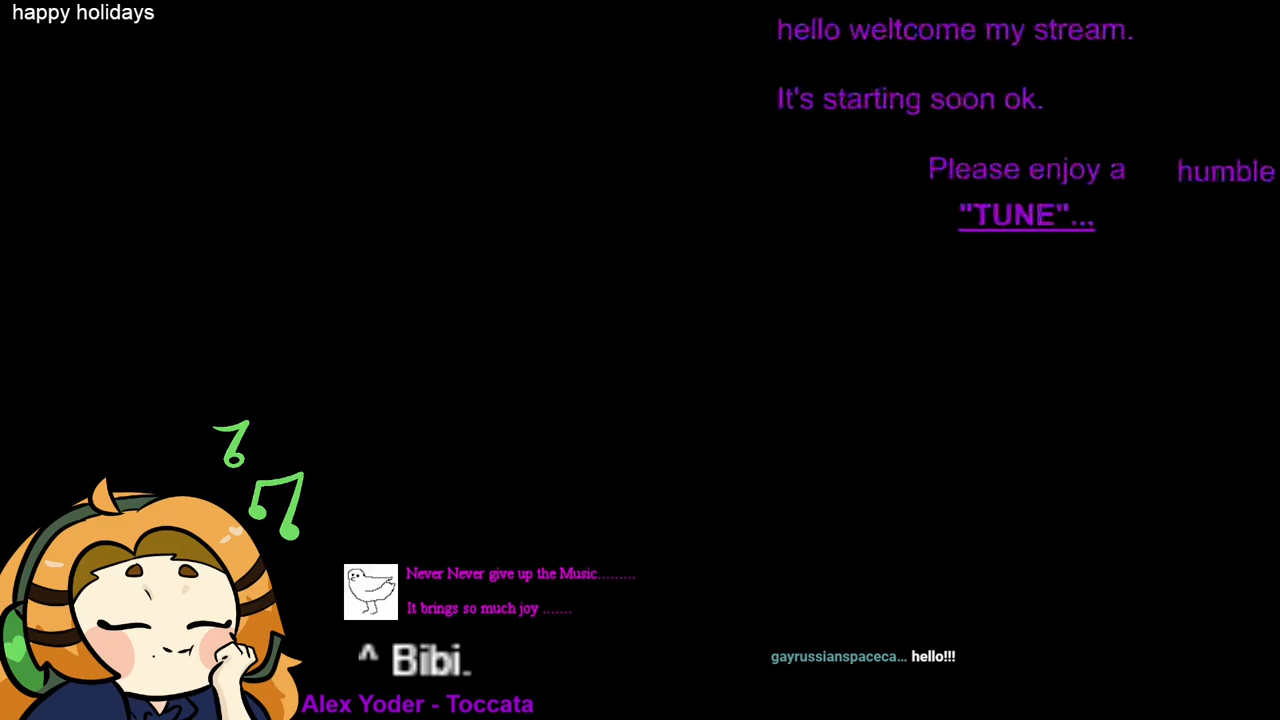 happy holidays
hello weltcome my stream.
It's starting soon ok.
Please enjoy a humble
"TUNE"...
Never Never give up the Music.........
It brings so much joy .......
^ Bibi.
gayrussianspaceca... hello!!!
Alex Yoder - Toccata